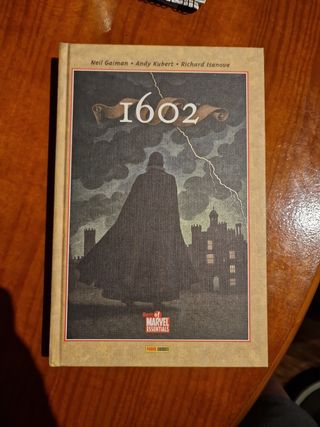 Neil Gaiman • Andy Kubert • Richard Isanove
1602
Best of
MARVEL
ESSENTIALS
PANINI COMICS